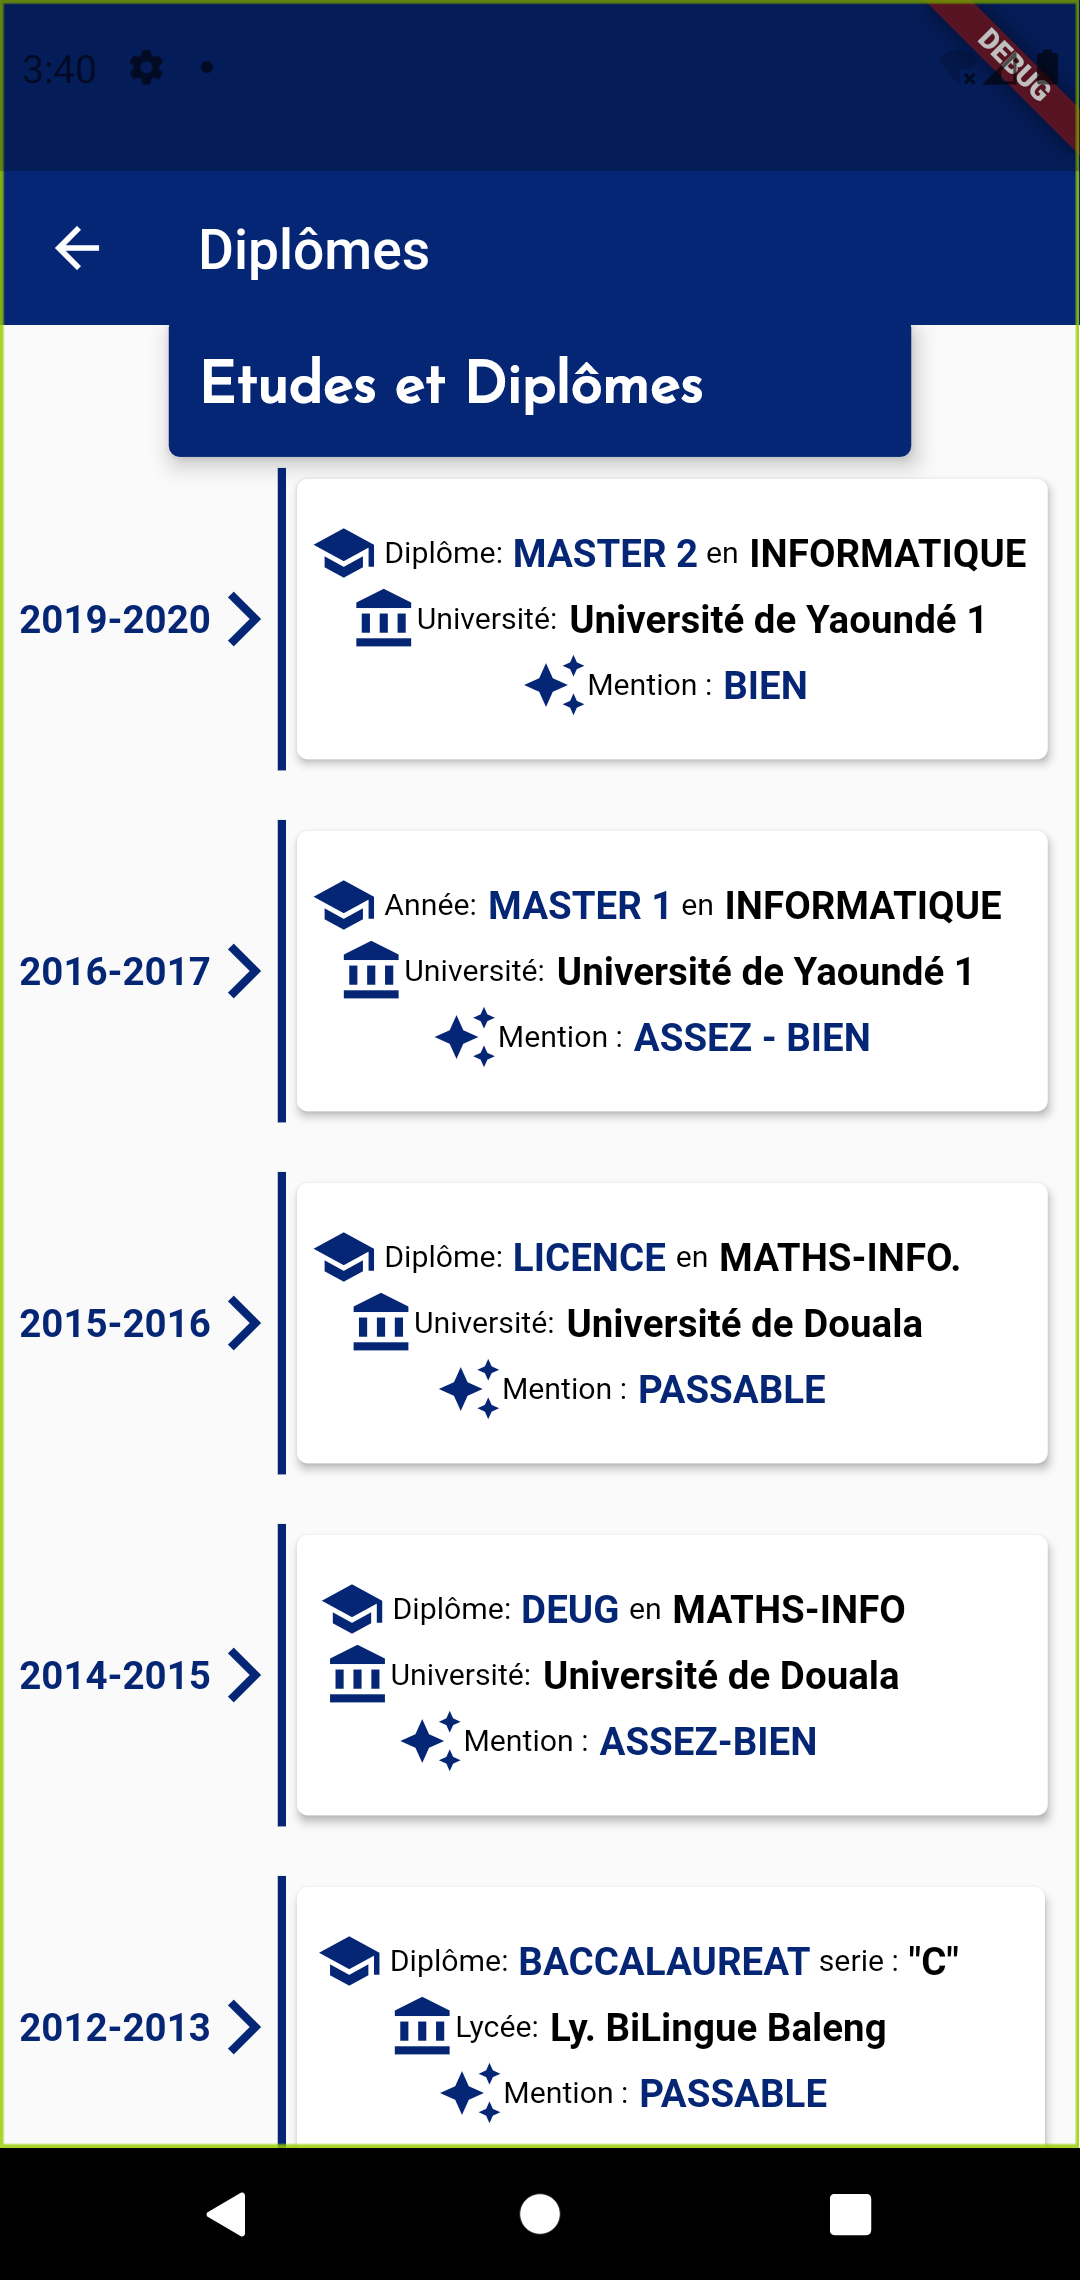 3:40
DEBUG
Diplômes
Etudes et Diplômes
2019-2020
Diplôme: MASTER 2 en INFORMATIQUE
Université: Université de Yaoundé 1
Mention : BIEN
2016-2017
Année: MASTER 1 en INFORMATIQUE
Université: Université de Yaoundé 1
Mention : ASSEZ - BIEN
2015-2016
Diplôme: LICENCE en MATHS-INFO.
Université: Université de Douala
Mention : PASSABLE
2014-2015
Diplôme: DEUG en MATHS-INFO
Université: Université de Douala
Mention : ASSEZ-BIEN
2012-2013
Diplôme: BACCALAUREAT serie : "C"
Lycée: Ly. BiLingue Baleng
Mention : PASSABLE